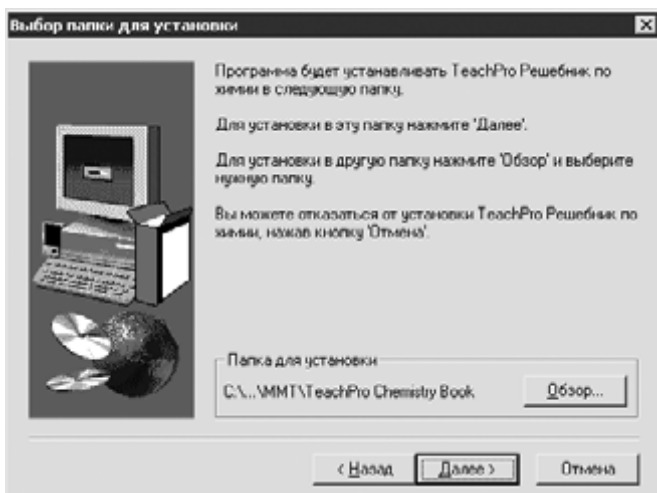 Выбор папки для установки
Программа будет устанавливать TeachPro Решебник по
химии в следующую папку.
Для установки в эту папку нажмите 'Далее'.
Для установки в другую папку нажмите 'Обзор' и выберите
нужную папку.
Вы можете отказаться от установки TeachPro Решебник по
химии, нажав кнопку 'Отмена'.
Папка для установки
C:\...\MMT\TeachPro Chemistry Book
Обзор...
< Назад
Далее >
Отмена